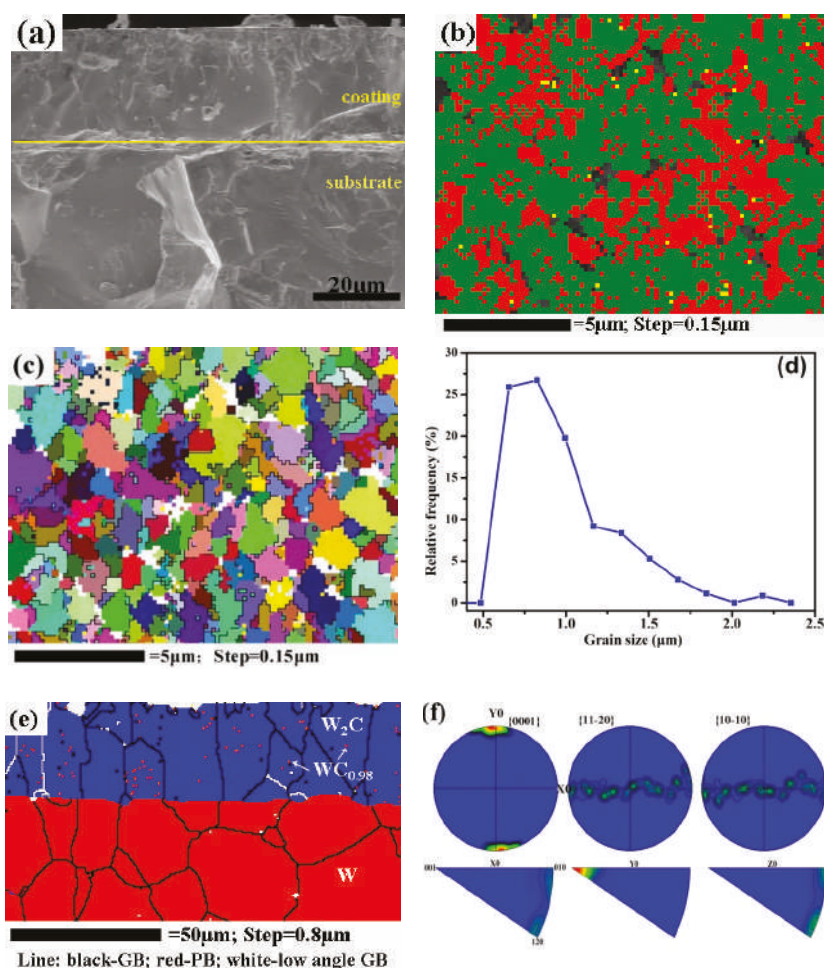 (a)
coating
substrate
20μm
(b)
=5μm; Step=0.15μm
(c)
=5μm; Step=0.15μm
(d)
30
25
20
15
10
5
0
Relative frequency (%)
0.5 1.0 1.5 2.0 2.5
Grain size (μm)
(e)
W₂C
WC₀.₉₈
W
=50μm; Step=0.8μm
Line: black-GB; red-PB; white-low angle GB
(f)
Y0 {0001} {11-20} {10-10}
X0
X0 Y0 Z0
001 010
120